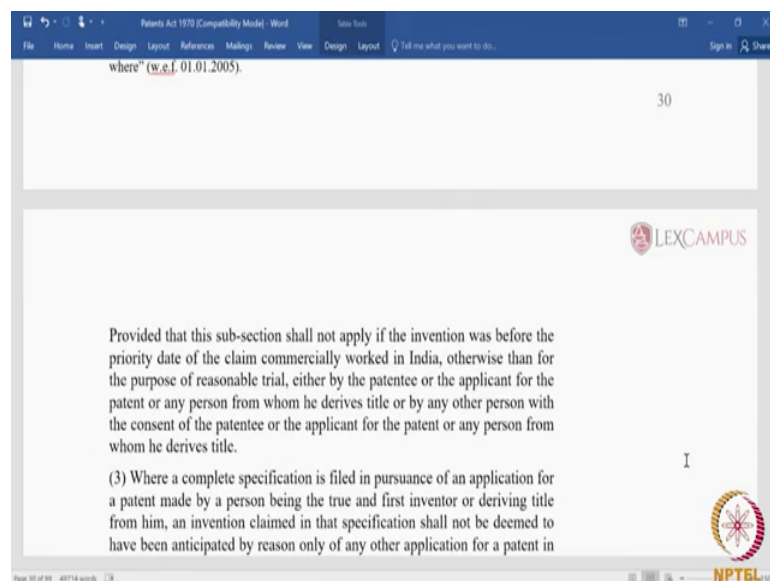 Patents Act 1970 [Compatibility Mode] - Word
Table Tools
File Home Insert Design Layout References Mailings Review View Design Layout Tell me what you want to do...
Sign in Share
where” (w.e.f. 01.01.2005).
30
LEXCAMPUS
Provided that this sub-section shall not apply if the invention was before the
priority date of the claim commercially worked in India, otherwise than for
the purpose of reasonable trial, either by the patentee or the applicant for the
patent or any person from whom he derives title or by any other person with
the consent of the patentee or the applicant for the patent or any person from
whom he derives title.
(3) Where a complete specification is filed in pursuance of an application for
a patent made by a person being the true and first inventor or deriving title
from him, an invention claimed in that specification shall not be deemed to
have been anticipated by reason only of any other application for a patent in
49714 words
NPTEL